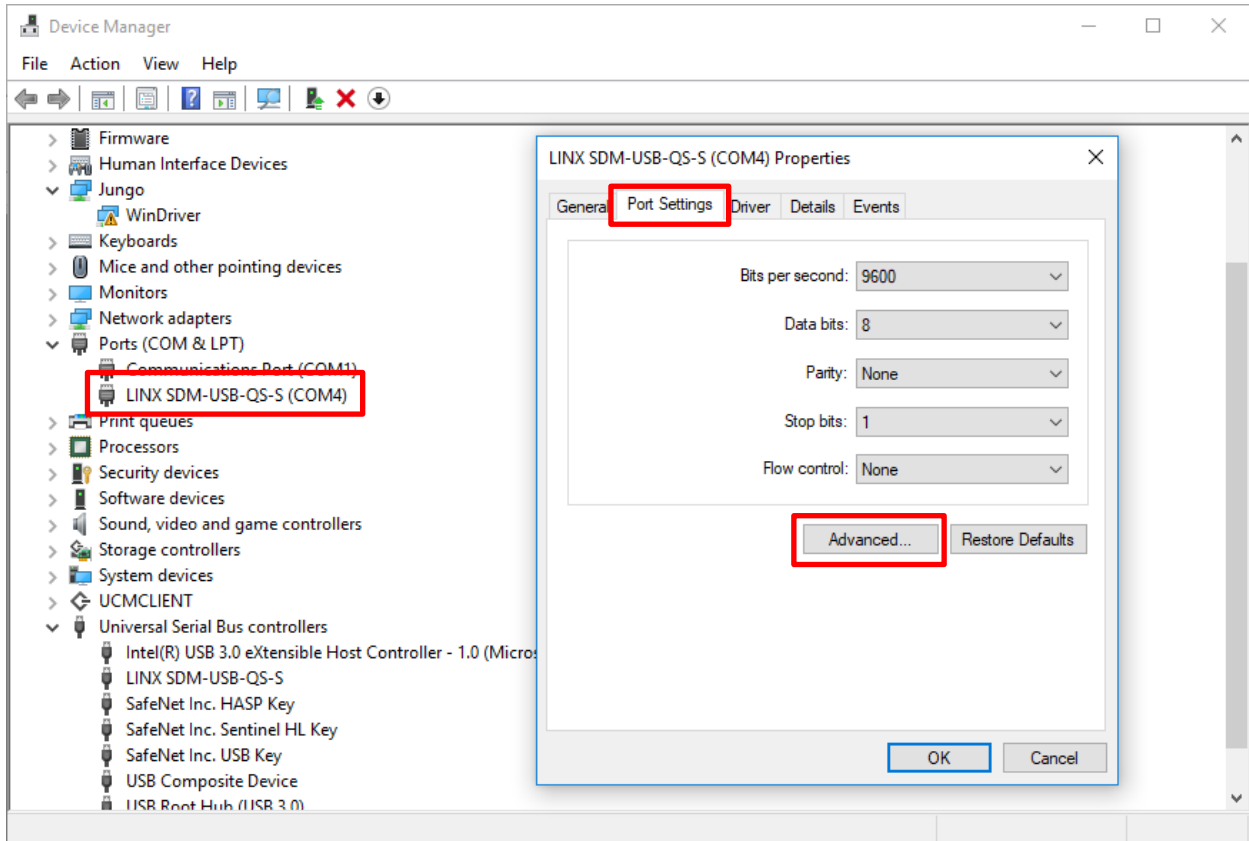 Device Manager
File Action View Help
Firmware
Human Interface Devices
Jungo
WinDriver
Keyboards
Mice and other pointing devices
Monitors
Network adapters
Ports (COM & LPT)
Communications Port (COM1)
LINX SDM-USB-QS-S (COM4)
Print queues
Processors
Security devices
Software devices
Sound, video and game controllers
Storage controllers
System devices
UCMCLIENT
Universal Serial Bus controllers
Intel(R) USB 3.0 eXtensible Host Controller - 1.0 (Micros
LINX SDM-USB-QS-S
SafeNet Inc. HASP Key
SafeNet Inc. Sentinel HL Key
SafeNet Inc. USB Key
USB Composite Device
USB Root Hub (USB 3.0)
LINX SDM-USB-QS-S (COM4) Properties
General Port Settings Driver Details Events
Bits per second: 9600
Data bits: 8
Parity: None
Stop bits: 1
Flow control: None
Advanced... Restore Defaults
OK Cancel